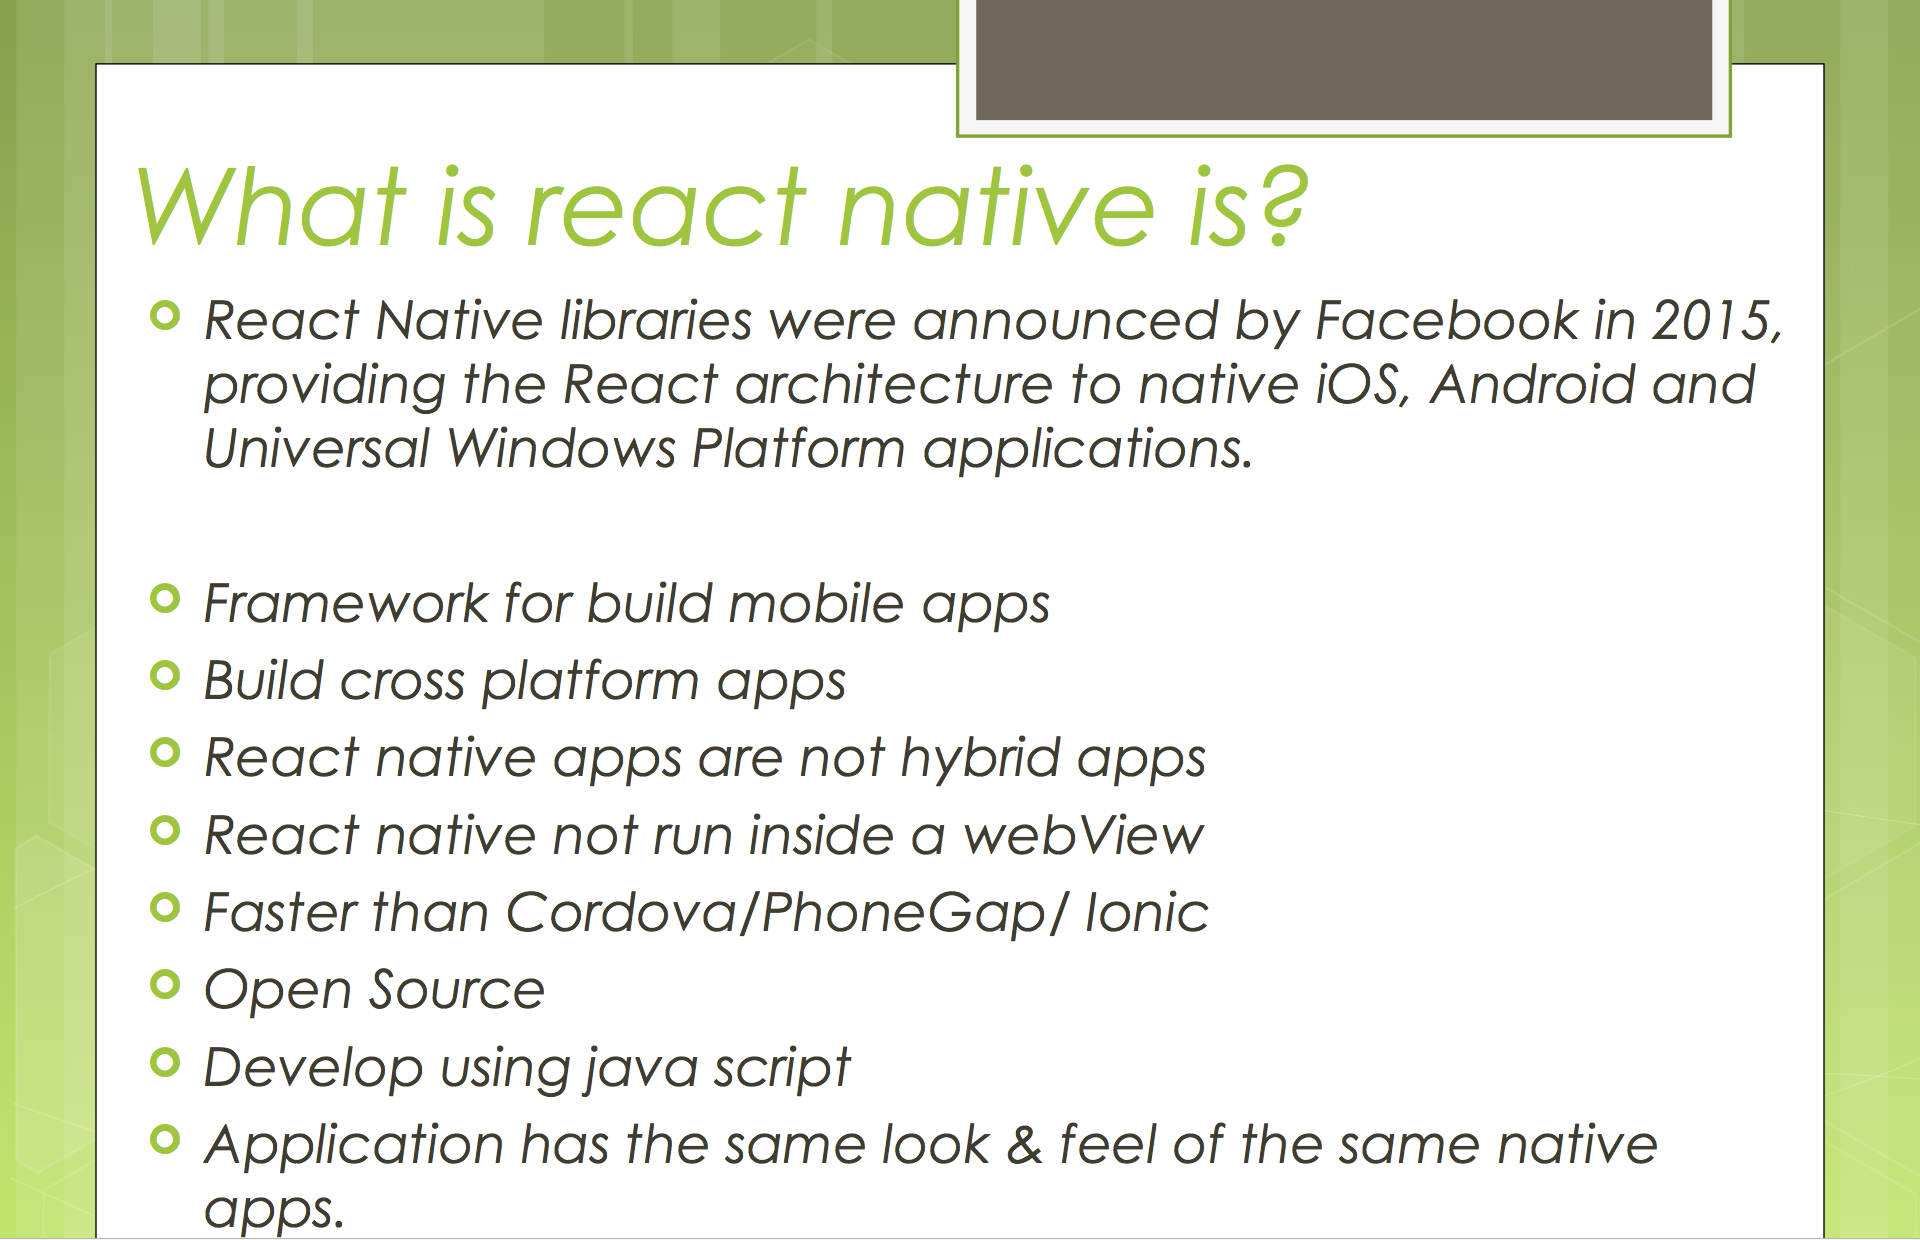 What is react native is?
React Native libraries were announced by Facebook in 2015,
providing the React architecture to native iOS, Android and
Universal Windows Platform applications.
Framework for build mobile apps
Build cross platform apps
React native apps are not hybrid apps
React native not run inside a webView
Faster than Cordova/PhoneGap/ Ionic
Open Source
Develop using java script
Application has the same look & feel of the same native
apps.